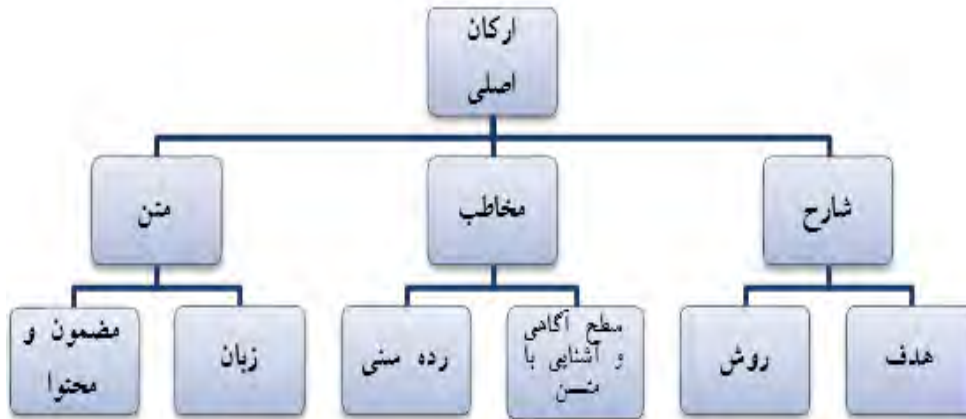 ارکان
اصلی
شارح
مخاطب
متن
هدف
روش
سطح آگاهی
و آشنایی با
متن
رده سنی
زبان
مضمون و
محتوا